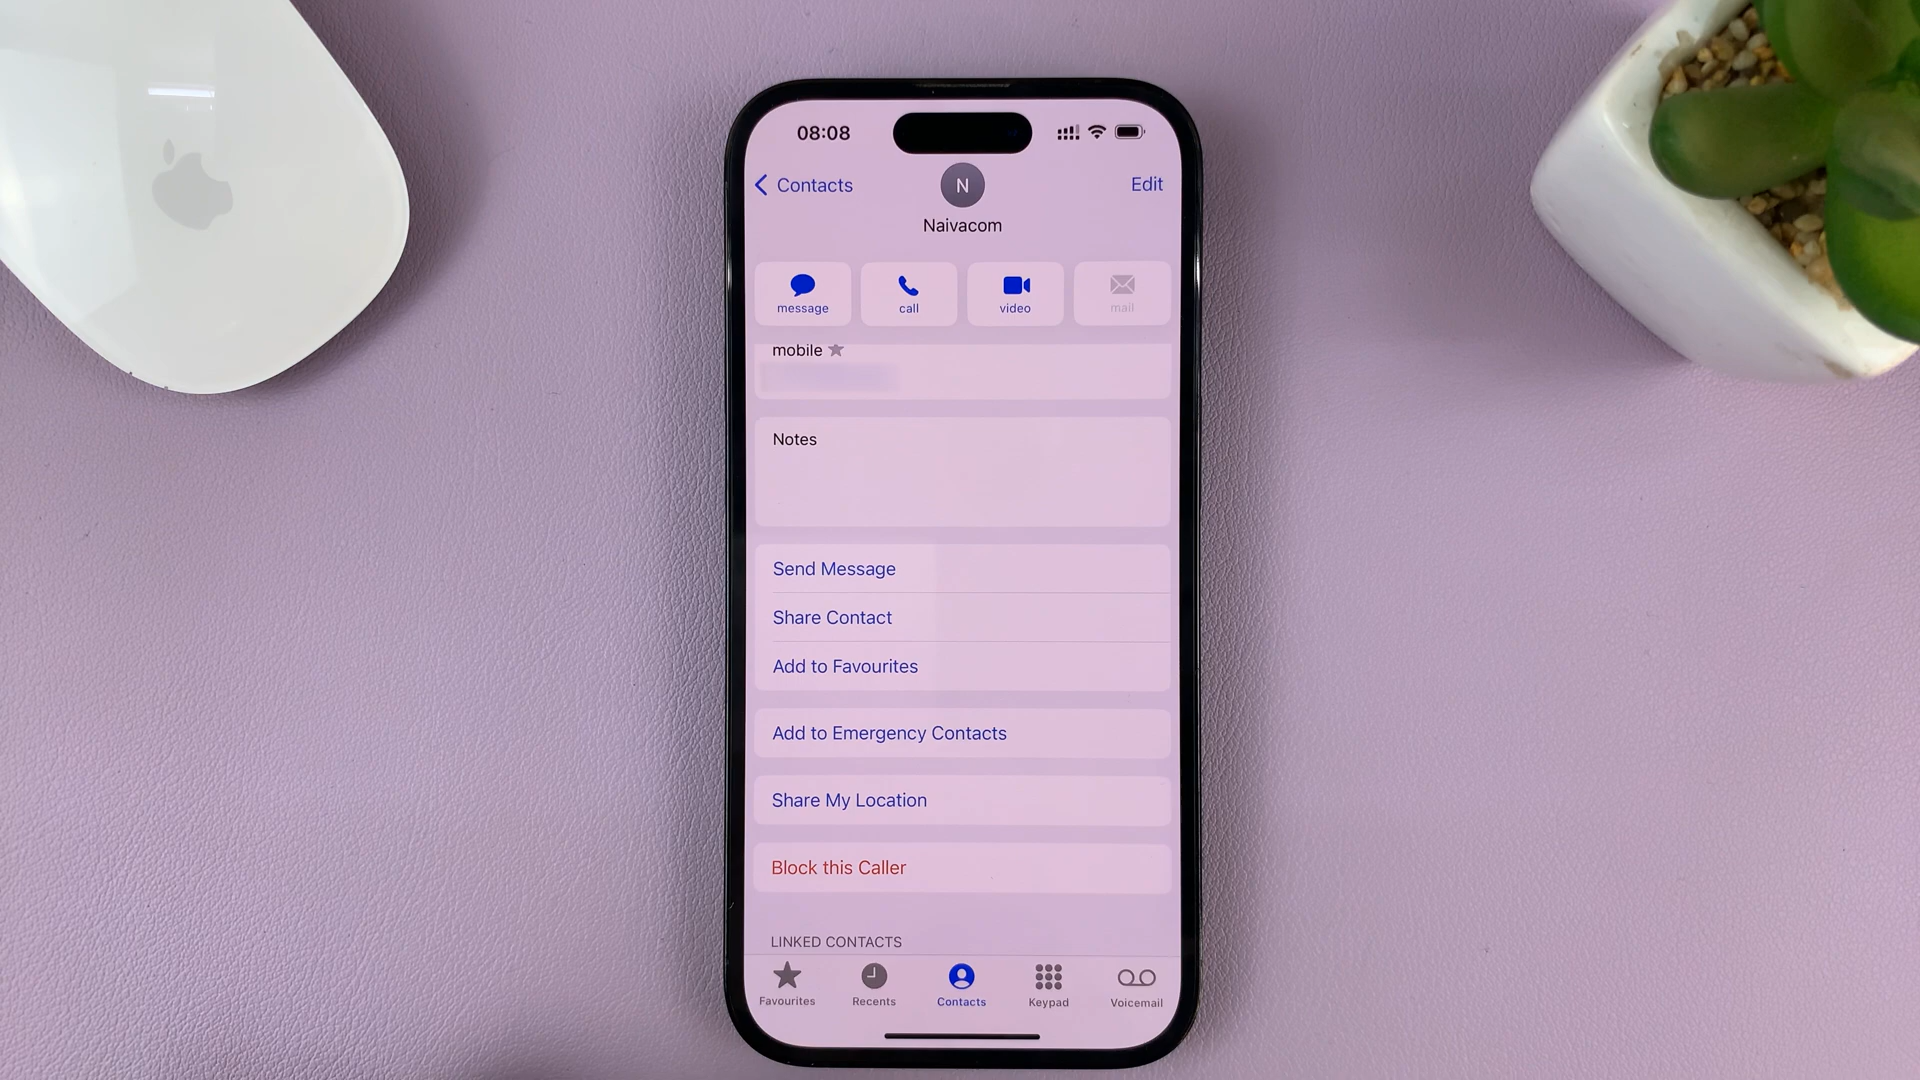 08:08
Contacts
N
Edit
Naivacom
message
call
video
mail
mobile
Notes
Send Message
Share Contact
Add to Favourites
Add to Emergency Contacts
Share My Location
Block this Caller
LINKED CONTACTS
Favourites
Recents
Contacts
Keypad
Voicemail